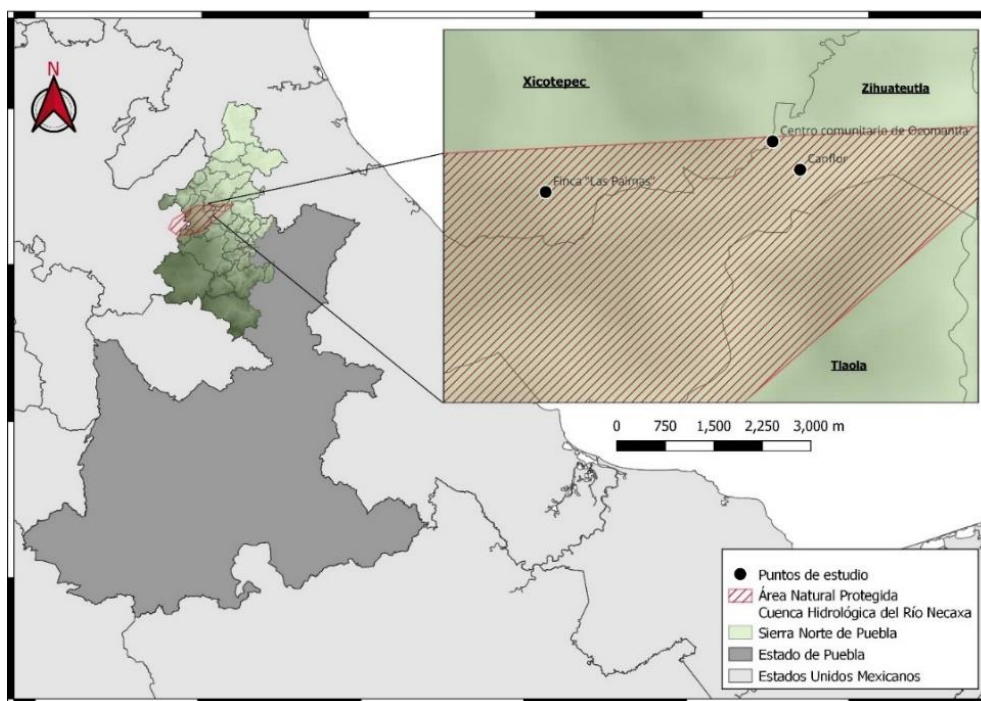 N
Xicotepec
Zihuateutla
Centro comunitario de Ozomantla
Canflor
Finca "Las Palmas"
Tlaola
0 750 1,500 2,250 3,000 m
Puntos de estudio
Área Natural Protegida
Cuenca Hidrológica del Río Necaxa
Sierra Norte de Puebla
Estado de Puebla
Estados Unidos Mexicanos